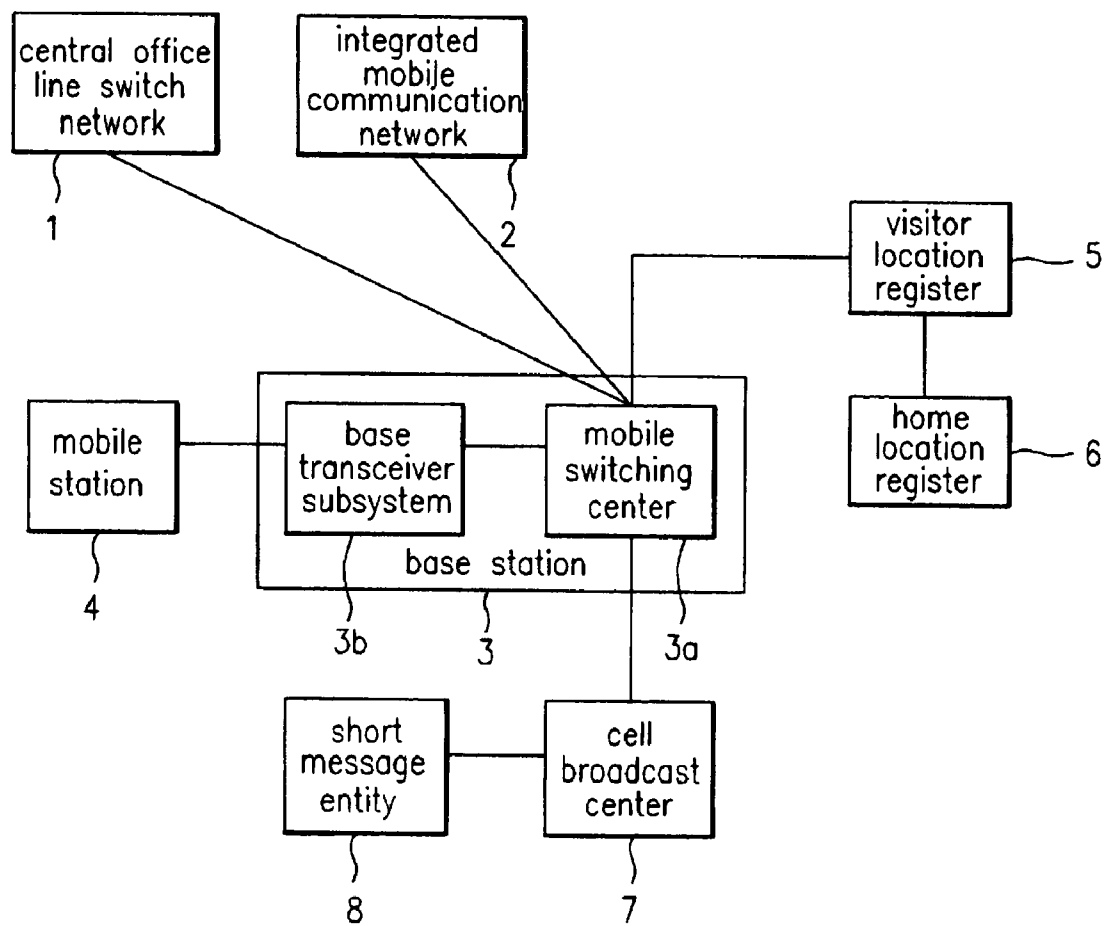 central office
line switch
network
integrated
mobile
communication
network
1
2
visitor
location
register
5
home
location
register
6
mobile
station
4
base
transceiver
subsystem
3b
mobile
switching
center
3a
base station
3
short
message
entity
8
cell
broadcast
center
7